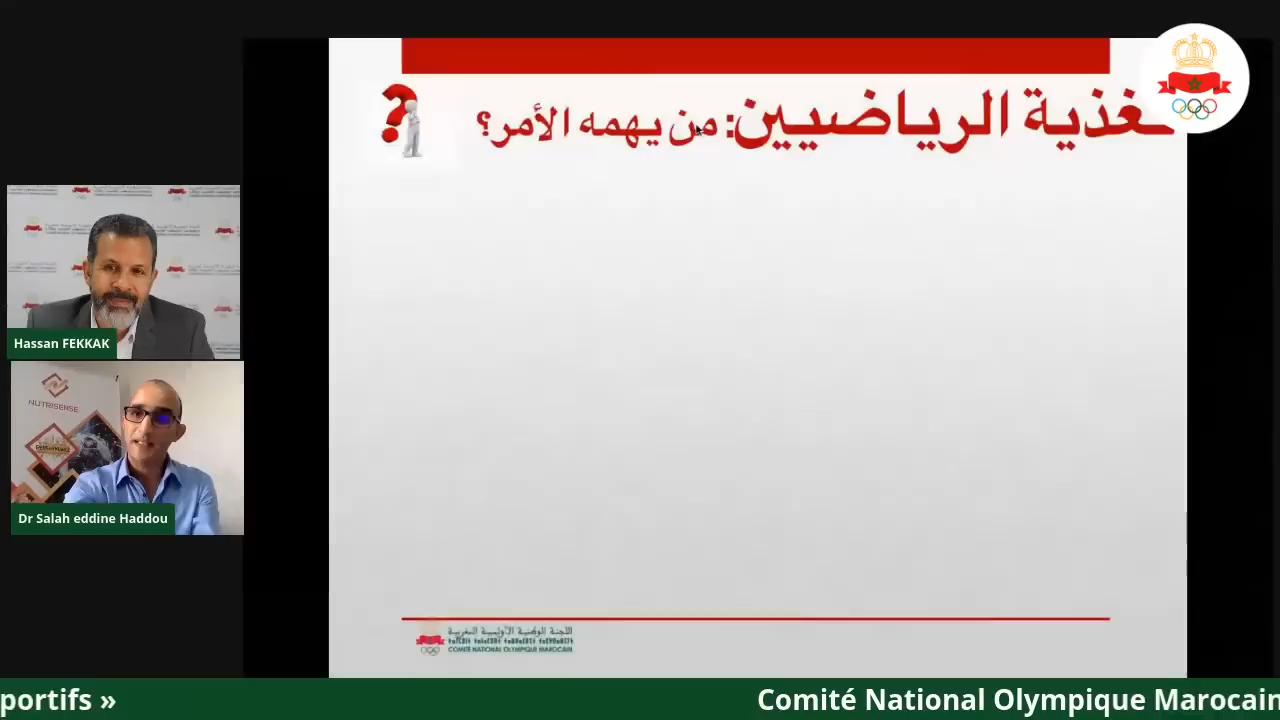 ـغذية الرياضيين: من يهمه الأمر؟
Hassan FEKKAK
NUTRISENSE
Dr Salah eddine Haddou
اللجنة الوطنية الأولمبية المغربية
COMITÉ NATIONAL OLYMPIQUE MAROCAIN
portifs » Comité National Olympique Marocain